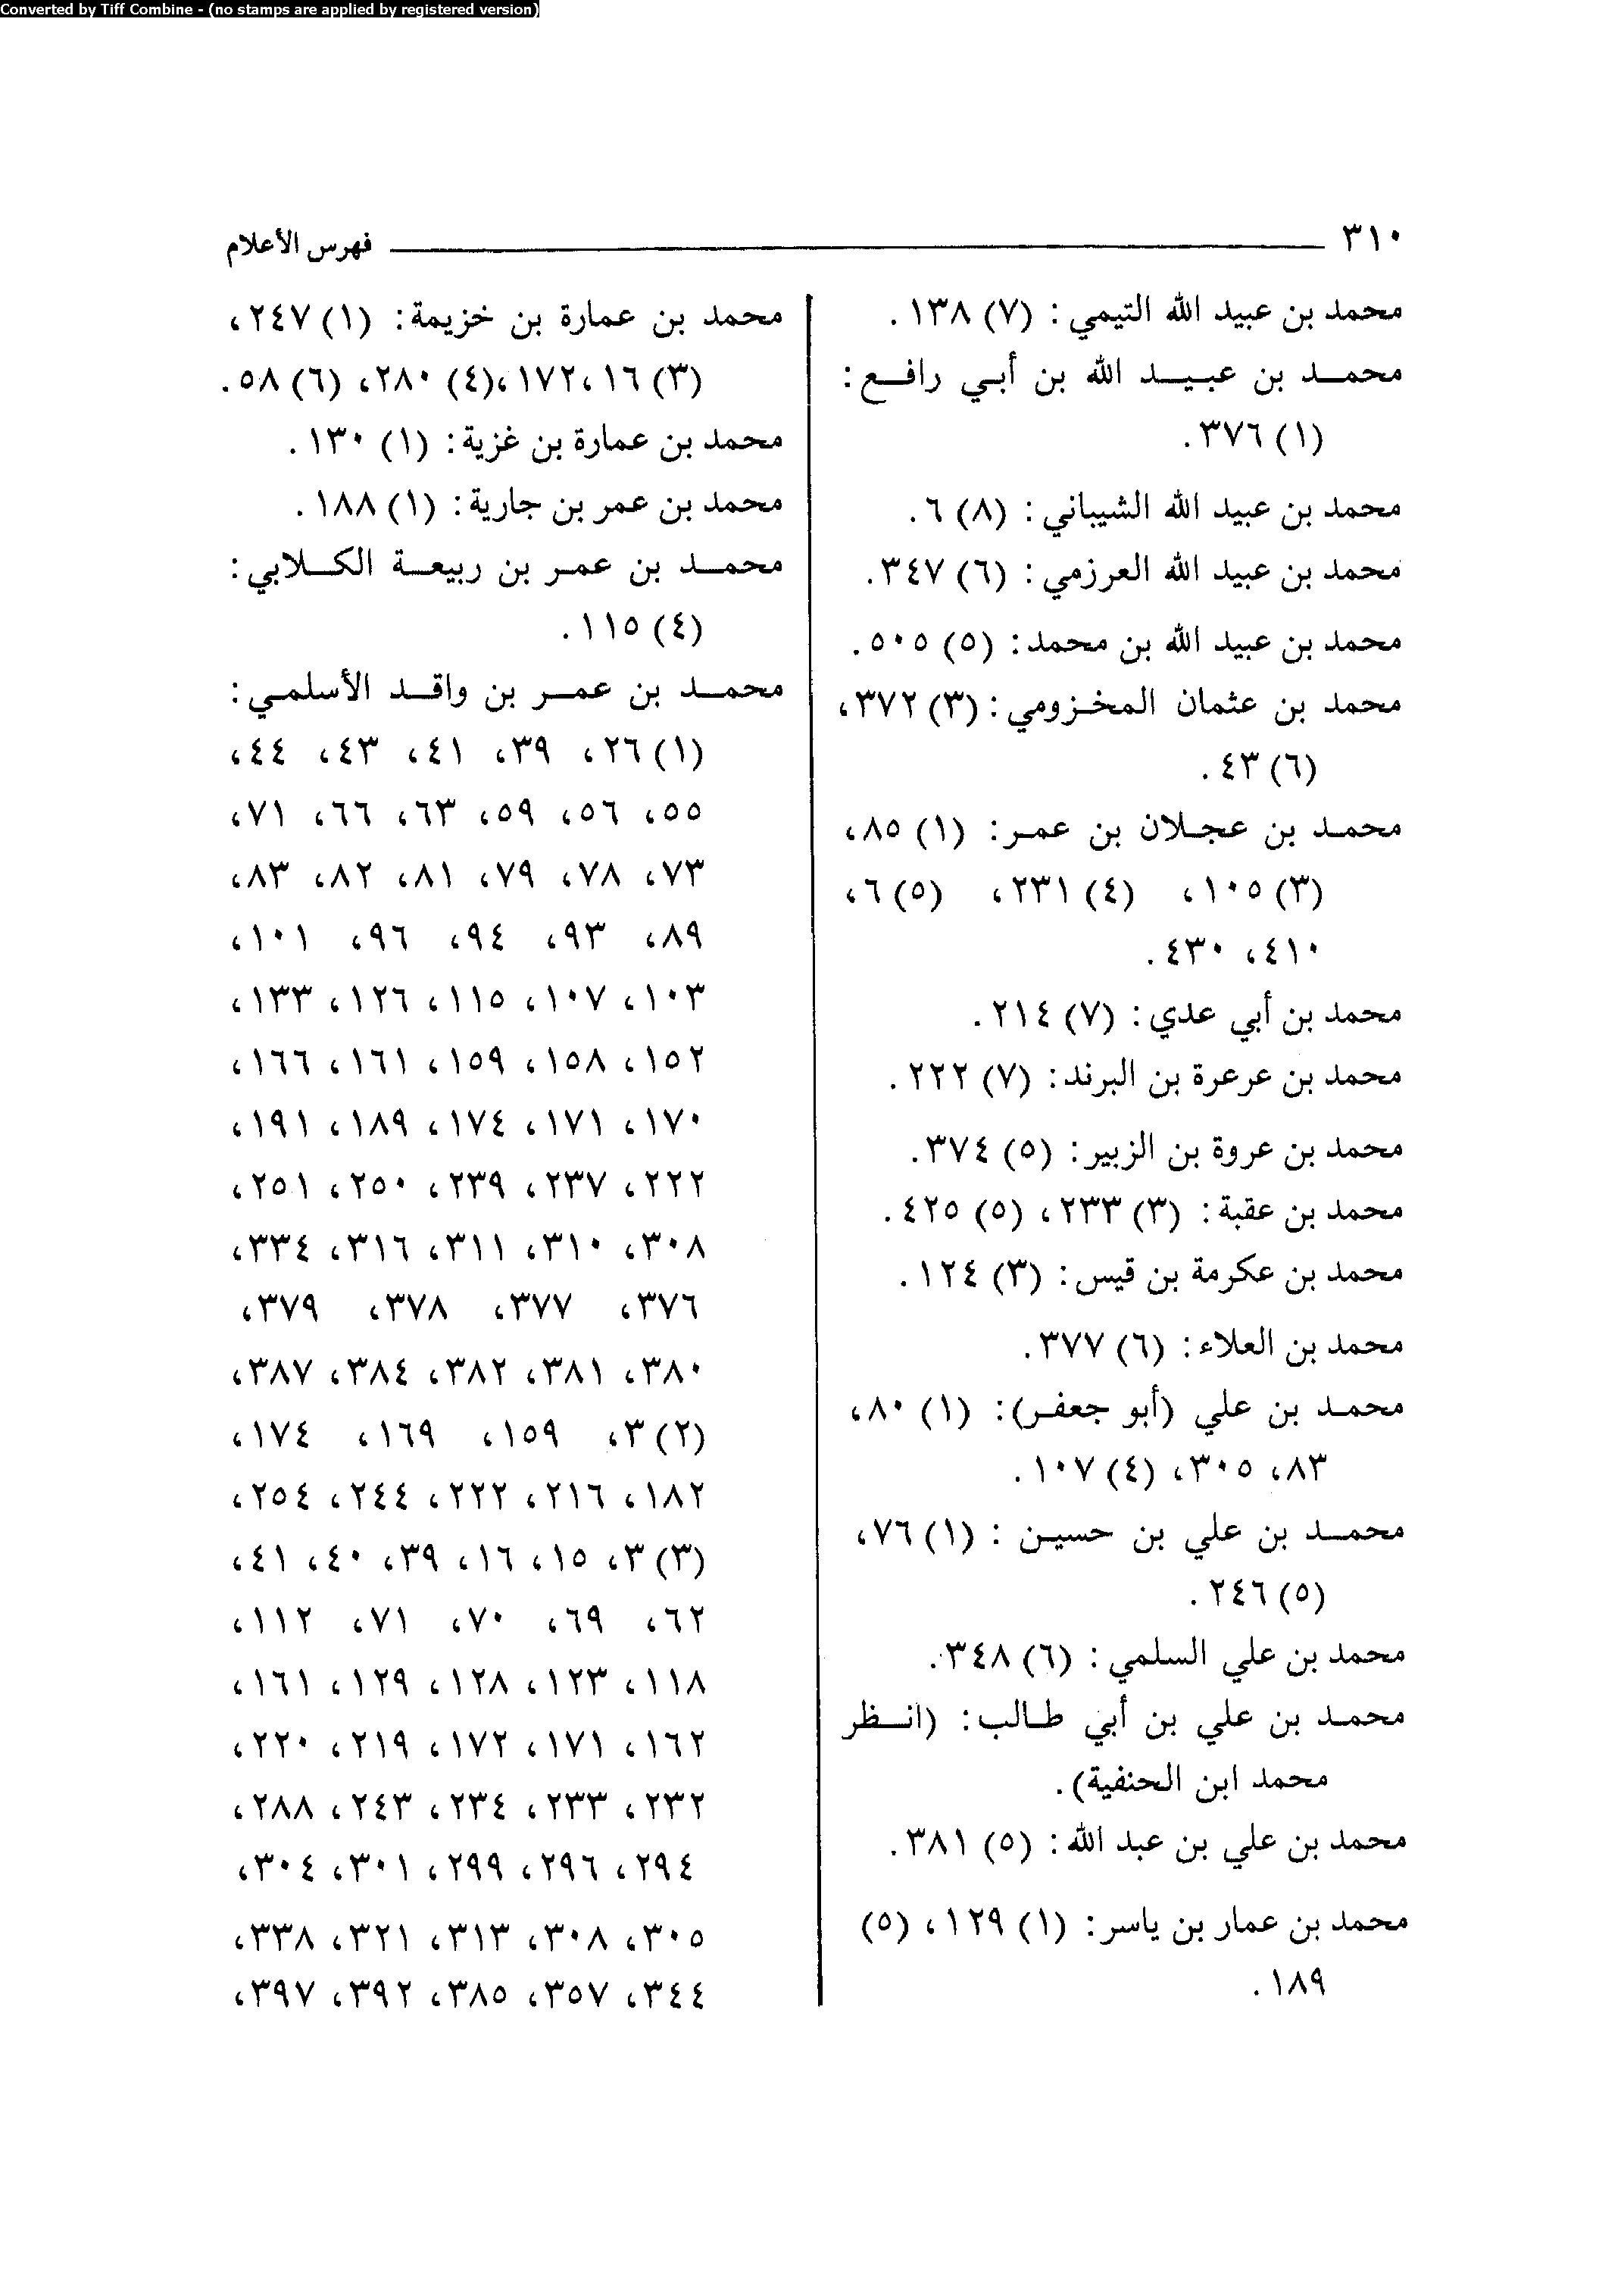 Converted by Tiff Combine - (no stamps are applied by registered version)
٣١٠ فهرس الأعلام
محمد بن عبيد الله التيمي: (٧) ١٣٨.
محمد بن عبيد الله بن أبي رافع:
(١) ٣٧٦.
محمد بن عبيد الله الشيباني: (٨) ٦.
محمد بن عبيد الله العرزمي: (٦) ٣٤٧.
محمد بن عبيد الله بن محمد: (٥) ٥٠٥.
محمد بن عثمان المخزومي: (٣) ٣٧٢،
(٦) ٤٣.
محمد بن عجلان بن عمر: (١) ٨٥،
(٣) ١٠٥، (٤) ٢٣١، (٥) ٦،
٤١٠، ٤٣٠.
محمد بن أبي عدي: (٧) ٢١٤.
محمد بن عرعرة بن البرند: (٧) ٢٢٢.
محمد بن عروة بن الزبير: (٥) ٣٧٤.
محمد بن عقبة: (٣) ٢٣٣، (٥) ٤٢٥.
محمد بن عكرمة بن قيس: (٣) ١٢٤.
محمد بن العلاء: (٦) ٣٧٧.
محمد بن علي (أبو جعفر): (١) ٨٠،
٨٣، ٣٠٥، (٤) ١٠٧.
محمد بن علي بن حسين : (١) ٧٦،
(٥) ٢٤٦.
محمد بن علي السلمي: (٦) ٣٤٨.
محمد بن علي بن أبي طالب: (انظر
محمد ابن الحنفية).
محمد بن علي بن عبد الله: (٥) ٣٨١.
محمد بن عمار بن ياسر: (١) ١٢٩، (٥)
١٨٩.
محمد بن عمارة بن خزيمة: (١) ٢٤٧،
(٣) ١٦، ١٧٢،(٤) ٢٨٠، (٦) ٥٨.
محمد بن عمارة بن غزية: (١) ١٣٠.
محمد بن عمر بن جارية: (١) ١٨٨.
محمد بن عمر بن ربيعة الكلابي:
(٤) ١١٥.
محمد بن عمر بن واقد الأسلمي:
(١) ٢٦، ٣٩، ٤١، ٤٣، ٤٤،
٥٥، ٥٦، ٥٩، ٦٣، ٦٦، ٧١،
٧٣، ٧٨، ٧٩، ٨١، ٨٢، ٨٣،
٨٩، ٩٣، ٩٤، ٩٦، ١٠١،
١٠٣، ١٠٧، ١١٥، ١٢٦، ١٣٣،
١٥٢، ١٥٨، ١٥٩، ١٦١، ١٦٦،
١٧٠، ١٧١، ١٧٤، ١٨٩، ١٩١،
٢٢٢، ٢٣٧، ٢٣٩، ٢٥٠، ٢٥١،
٣٠٨، ٣١٠، ٣١١، ٣١٦، ٣٣٤،
٣٧٦، ٣٧٧، ٣٧٨، ٣٧٩،
٣٨٠، ٣٨١، ٣٨٢، ٣٨٤، ٣٨٧،
(٢) ٣، ١٥٩، ١٦٩، ١٧٤،
١٨٢، ٢١٦، ٢٢٢، ٢٤٤، ٢٥٤،
(٣) ٣، ١٥، ١٦، ٣٩، ٤٠، ٤١،
٦٢، ٦٩، ٧٠، ٧١، ١١٢،
١١٨، ١٢٣، ١٢٨، ١٢٩، ١٦١،
١٦٢، ١٧١، ١٧٢، ٢١٩، ٢٢٠،
٢٣٢، ٢٣٣، ٢٣٤، ٢٤٣، ٢٨٨،
٢٩٤، ٢٩٦، ٢٩٩، ٣٠١، ٣٠٤،
٣٠٥، ٣٠٨، ٣١٣، ٣٢١، ٣٣٨،
٣٤٤، ٣٥٧، ٣٨٥، ٣٩٢، ٣٩٧،